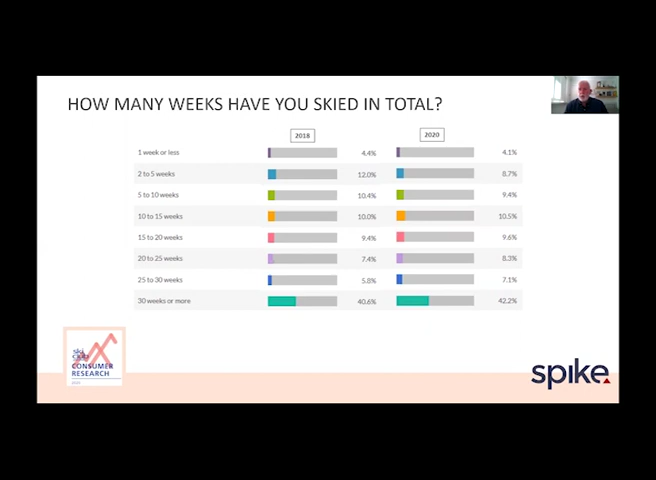 HOW MANY WEEKS HAVE YOU SKIED IN TOTAL?
2018 2020
1 week or less 4.4% 4.1%
2 to 5 weeks 12.0% 8.7%
5 to 10 weeks 10.4% 9.4%
10 to 15 weeks 10.0% 10.5%
15 to 20 weeks 9.4% 9.6%
20 to 25 weeks 7.4% 8.3%
25 to 30 weeks 5.8% 7.1%
30 weeks or more 40.6% 42.2%
ski
club
CONSUMER
RESEARCH
spike